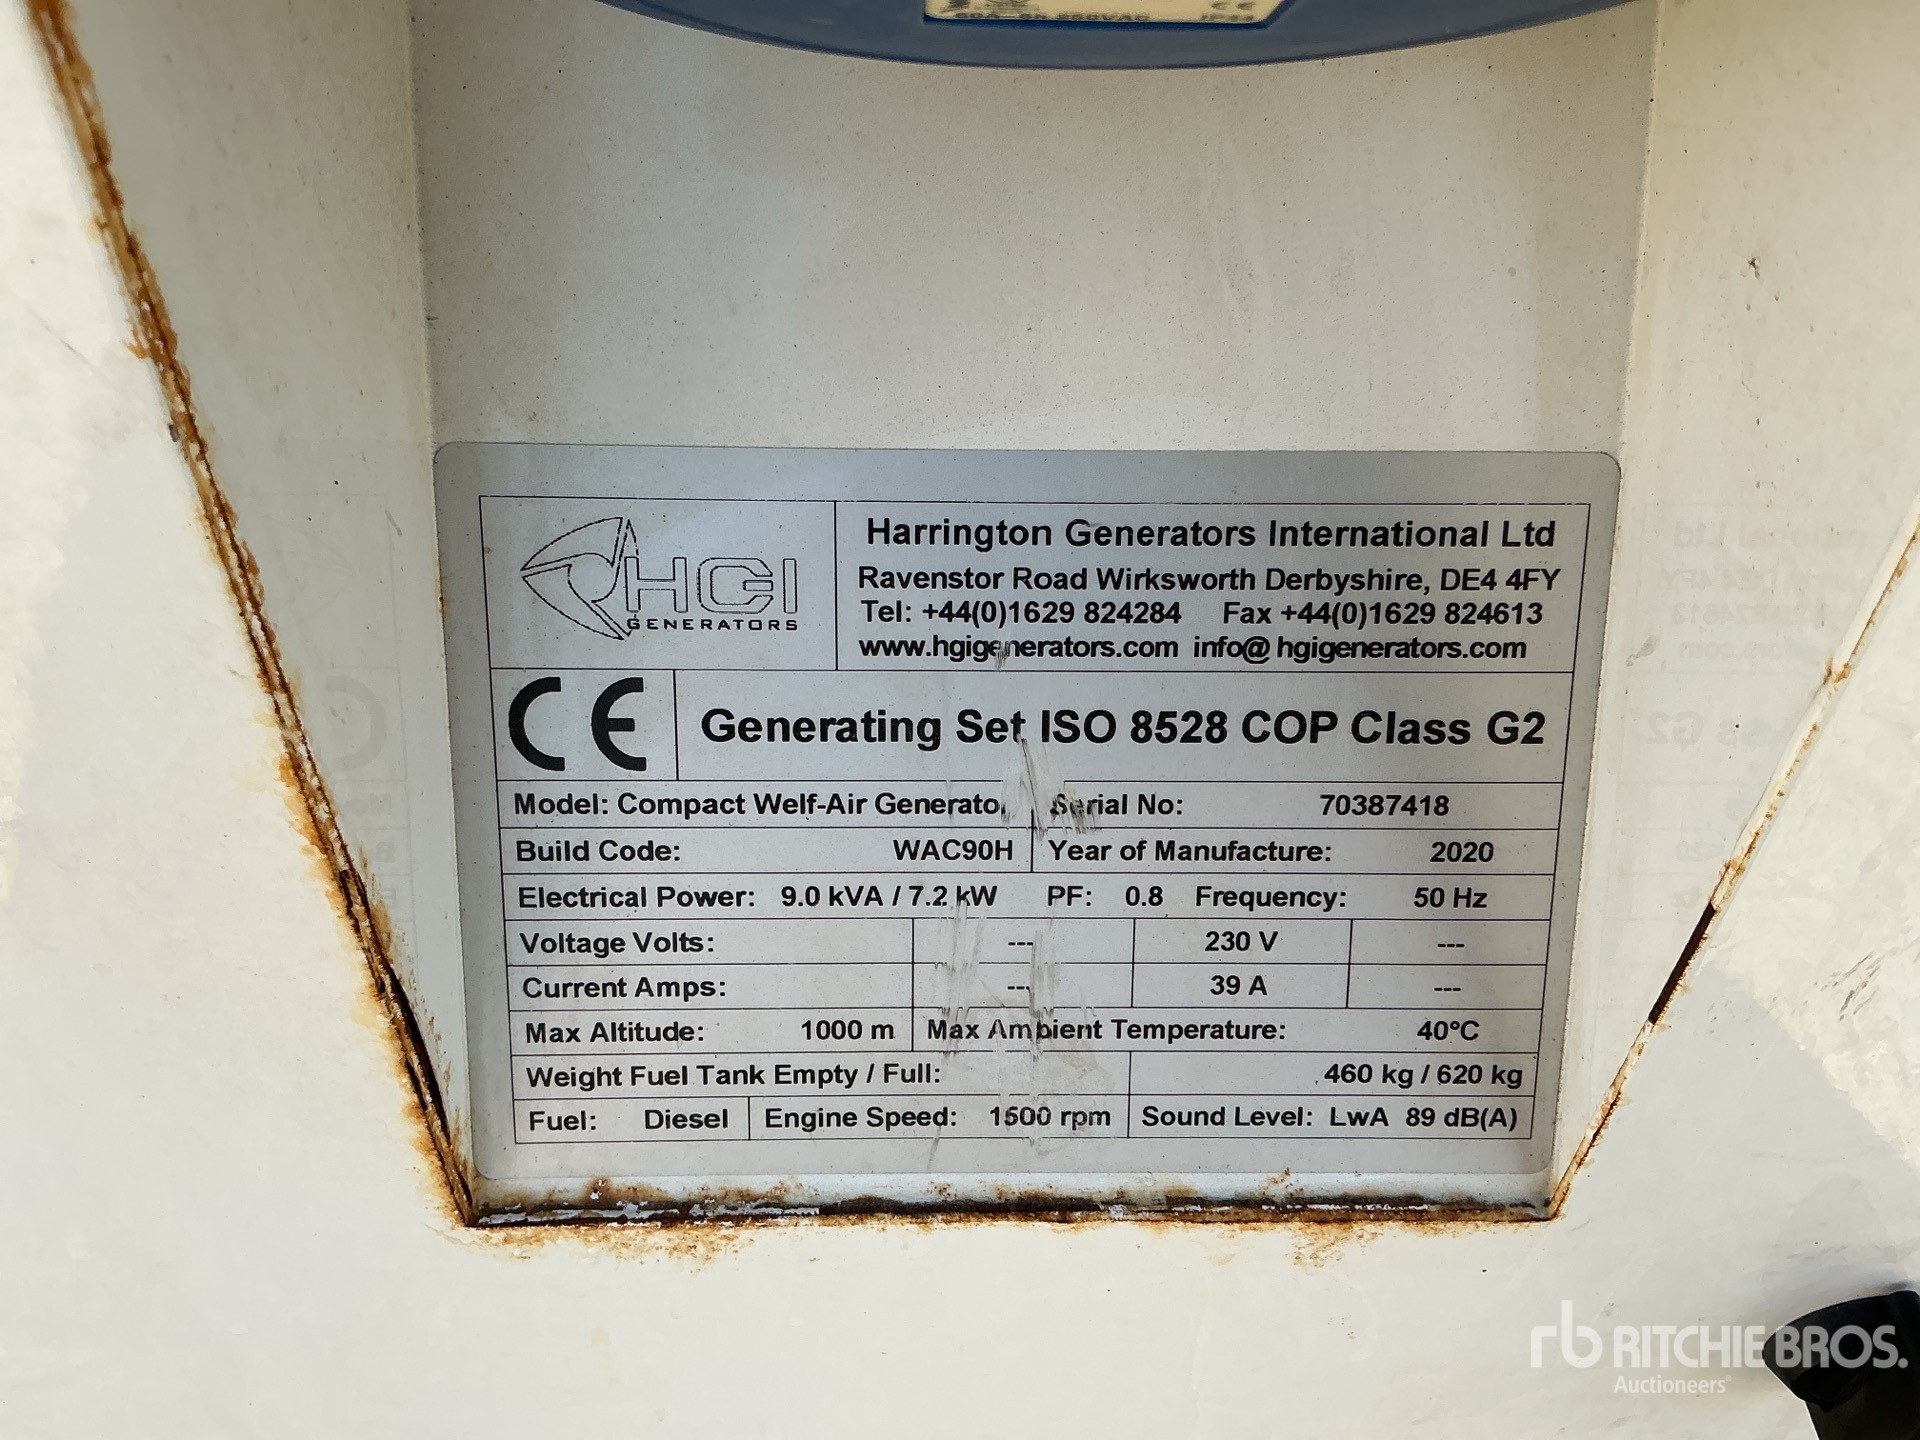 60A 250VAC IP44
HGI
GENERATORS
Harrington Generators International Ltd
Ravenstor Road Wirksworth Derbyshire, DE4 4FY
Tel: +44(0)1629 824284 Fax +44(0)1629 824613
www.hgigenerators.com info@hgigenerators.com
CE Generating Set ISO 8528 COP Class G2
Model: Compact Welf-Air Generator Serial No: 70387418
Build Code: WAC90H Year of Manufacture: 2020
Electrical Power: 9.0 kVA / 7.2 kW PF: 0.8 Frequency: 50 Hz
Voltage Volts: --- 230 V ---
Current Amps: --- 39 A ---
Max Altitude: 1000 m Max Ambient Temperature: 40°C
Weight Fuel Tank Empty / Full: 460 kg / 620 kg
Fuel: Diesel Engine Speed: 1500 rpm Sound Level: LwA 89 dB(A)
rb RITCHIE BROS.
Auctioneers